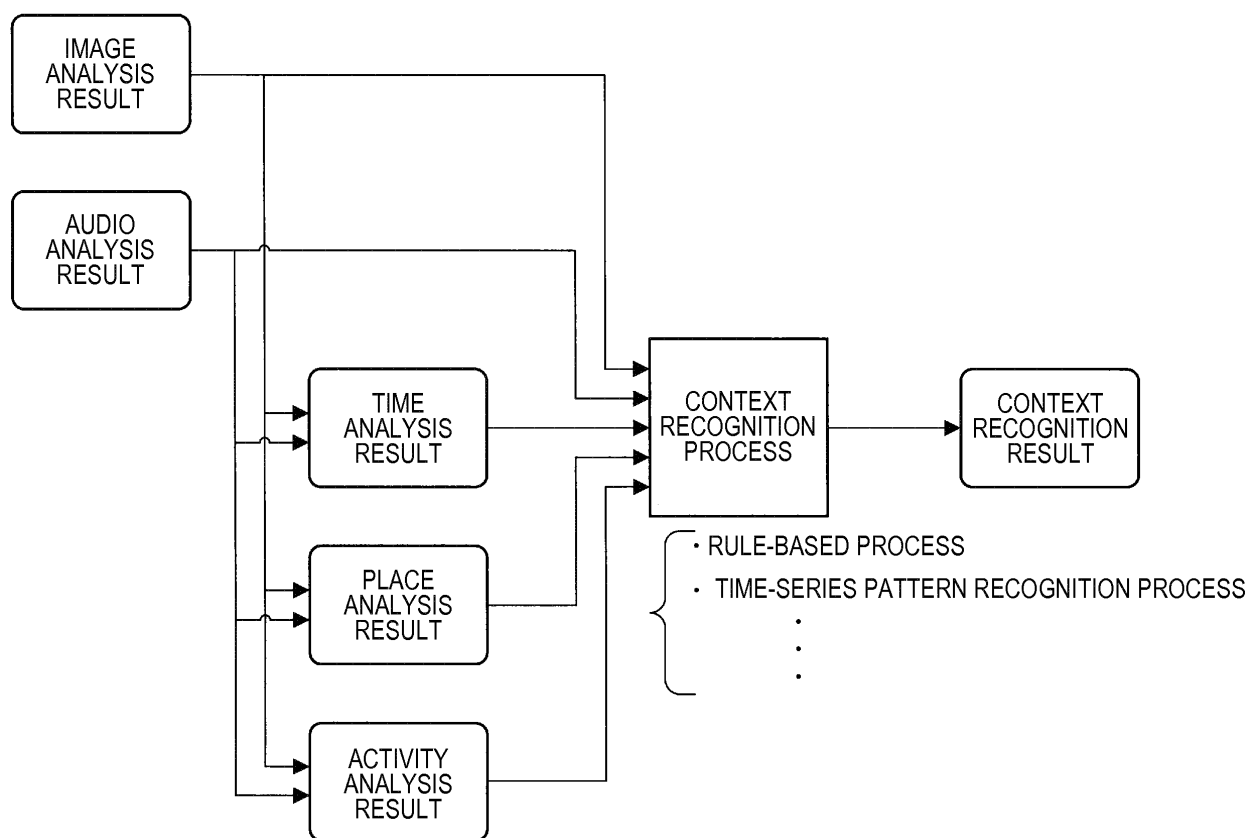 IMAGE
ANALYSIS
RESULT
AUDIO
ANALYSIS
RESULT
TIME
ANALYSIS
RESULT
PLACE
ANALYSIS
RESULT
ACTIVITY
ANALYSIS
RESULT
CONTEXT
RECOGNITION
PROCESS
CONTEXT
RECOGNITION
RESULT
・RULE-BASED PROCESS
・ TIME-SERIES PATTERN RECOGNITION PROCESS
・
・
・